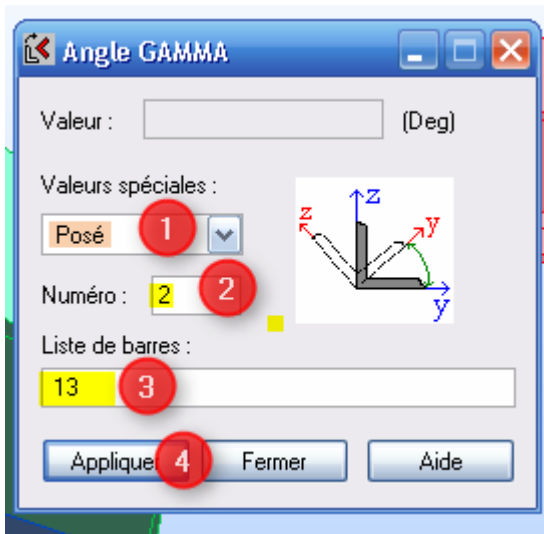 Angle GAMMA
Valeur : (Deg)
Valeurs spéciales :
Posé 1
z z y
Numéro : 2 2
y
Liste de barres :
13 3
Applique 4 Fermer Aide